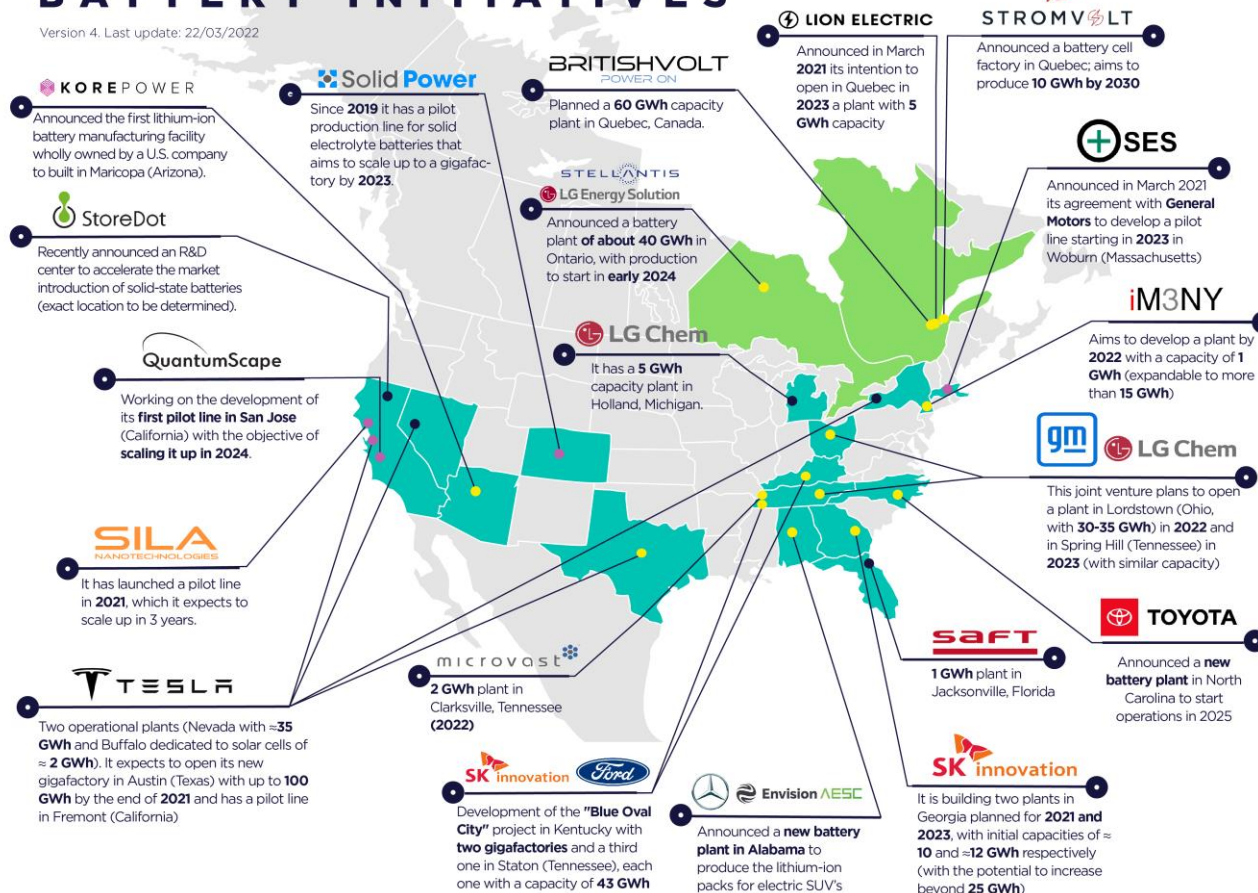 BATTERY INITIATIVES
Version 4. Last update: 22/03/2022
KOREPOWER
Announced the first lithium-ion
battery manufacturing facility
wholly owned by a U.S. company
to built in Maricopa (Arizona).
Solid Power
Since 2019 it has a pilot
production line for solid
electrolyte batteries that
aims to scale up to a gigafac-
tory by 2023.
BRITISHVOLT
POWER ON
Planned a 60 GWh capacity
plant in Quebec, Canada.
LION ELECTRIC
Announced in March
2021 its intention to
open in Quebec in
2023 a plant with 5
GWh capacity
STROMVOLT
Announced a battery cell
factory in Quebec; aims to
produce 10 GWh by 2030
StoreDot
Recently announced an R&D
center to accelerate the market
introduction of solid-state batteries
(exact location to be determined).
STELLANTIS
LG Energy Solution
Announced a battery
plant of about 40 GWh in
Ontario, with production
to start in early 2024
SES
Announced in March 2021
its agreement with General
Motors to develop a pilot
line starting in 2023 in
Woburn (Massachusetts)
QuantumScape
Working on the development of
its first pilot line in San Jose
(California) with the objective of
scaling it up in 2024.
LG Chem
It has a 5 GWh
capacity plant in
Holland, Michigan.
iM3NY
Aims to develop a plant by
2022 with a capacity of 1
GWh (expandable to more
than 15 GWh)
gm LG Chem
This joint venture plans to open
a plant in Lordstown (Ohio,
with 30-35 GWh) in 2022 and
in Spring Hill (Tennessee) in
2023 (with similar capacity)
SILA
NANOTECHNOLOGIES
It has launched a pilot line
in 2021, which it expects to
scale up in 3 years.
TESLA
Two operational plants (Nevada with ≈35
GWh and Buffalo dedicated to solar cells of
≈ 2 GWh). It expects to open its new
gigafactory in Austin (Texas) with up to 100
GWh by the end of 2021 and has a pilot line
in Fremont (California)
microvast
2 GWh plant in
Clarksville, Tennessee
(2022)
saft
1 GWh plant in
Jacksonville, Florida
TOYOTA
Announced a new
battery plant in North
Carolina to start
operations in 2025
SK innovation Ford
Development of the "Blue Oval
City" project in Kentucky with
two gigafactories and a third
one in Staton (Tennessee), each
one with a capacity of 43 GWh
Envision AESC
Announced a new battery
plant in Alabama to
produce the lithium-ion
packs for electric SUV's
SK innovation
It is building two plants in
Georgia planned for 2021 and
2023, with initial capacities of ≈
10 and ≈12 GWh respectively
(with the potential to increase
beyond 25 GWh)